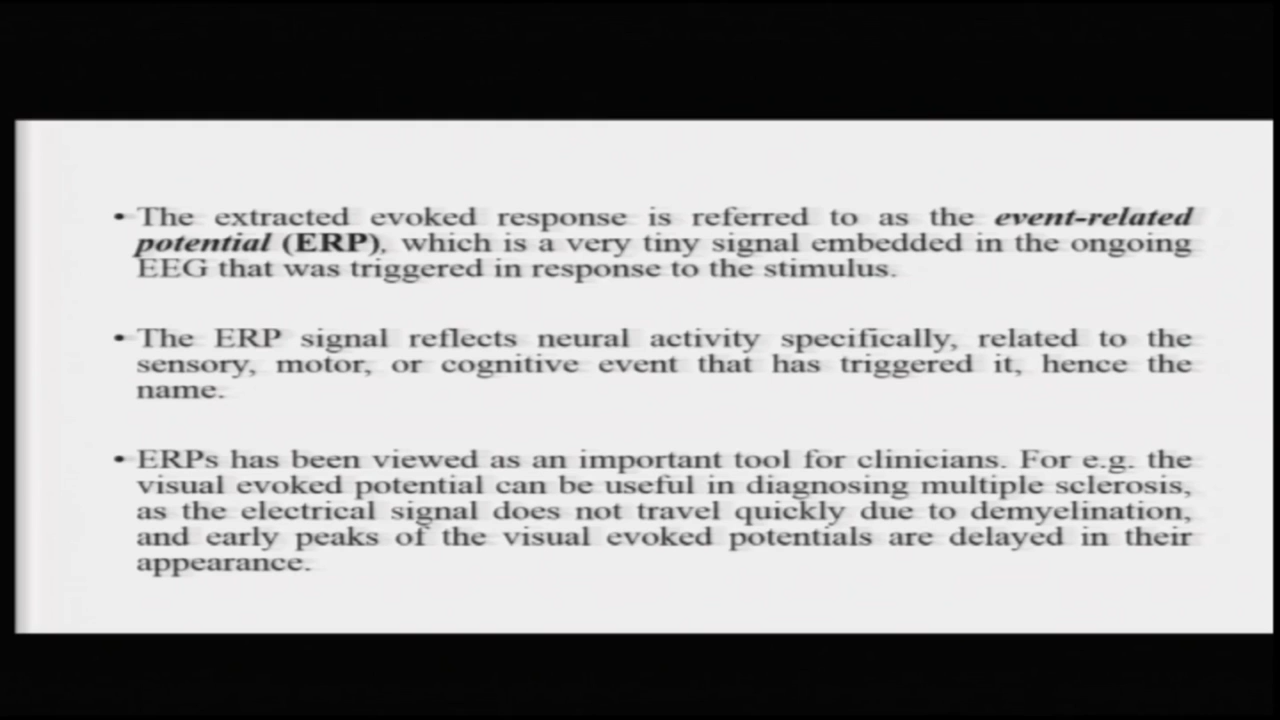 • The extracted evoked response is referred to as the event-related
potential (ERP), which is a very tiny signal embedded in the ongoing
EEG that was triggered in response to the stimulus.
• The ERP signal reflects neural activity specifically, related to the
sensory, motor, or cognitive event that has triggered it, hence the
name.
• ERPs has been viewed as an important tool for clinicians. For e.g. the
visual evoked potential can be useful in diagnosing multiple sclerosis,
as the electrical signal does not travel quickly due to demyelination,
and early peaks of the visual evoked potentials are delayed in their
appearance.